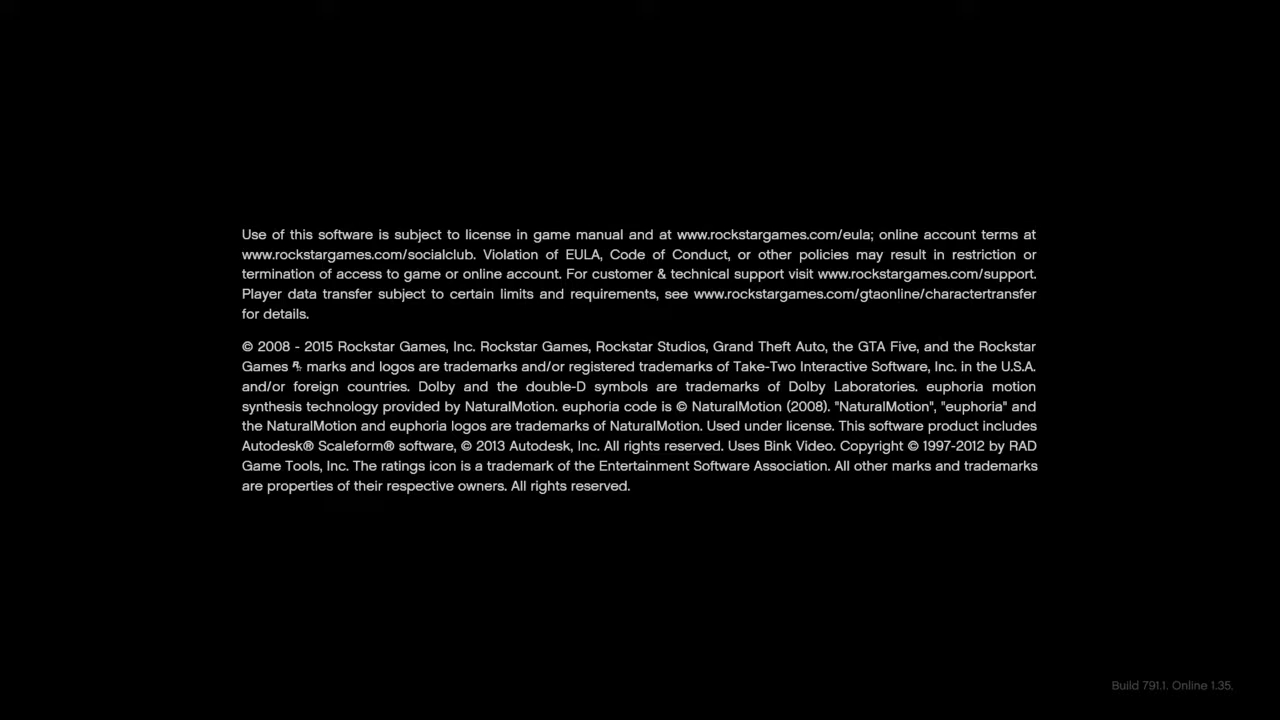 Use of this software is subject to license in game manual and at www.rockstargames.com/eula; online account terms at
www.rockstargames.com/socialclub. Violation of EULA, Code of Conduct, or other policies may result in restriction or
termination of access to game or online account. For customer & technical support visit www.rockstargames.com/support.
Player data transfer subject to certain limits and requirements, see www.rockstargames.com/gtaonline/charactertransfer
for details.
© 2008 - 2015 Rockstar Games, Inc. Rockstar Games, Rockstar Studios, Grand Theft Auto, the GTA Five, and the Rockstar
Games R* marks and logos are trademarks and/or registered trademarks of Take-Two Interactive Software, Inc. in the U.S.A.
and/or foreign countries. Dolby and the double-D symbols are trademarks of Dolby Laboratories. euphoria motion
synthesis technology provided by NaturalMotion. euphoria code is © NaturalMotion (2008). "NaturalMotion", "euphoria" and
the NaturalMotion and euphoria logos are trademarks of NaturalMotion. Used under license. This software product includes
Autodesk® Scaleform® software, © 2013 Autodesk, Inc. All rights reserved. Uses Bink Video. Copyright © 1997-2012 by RAD
Game Tools, Inc. The ratings icon is a trademark of the Entertainment Software Association. All other marks and trademarks
are properties of their respective owners. All rights reserved.
Build 791.1. Online 1.35.